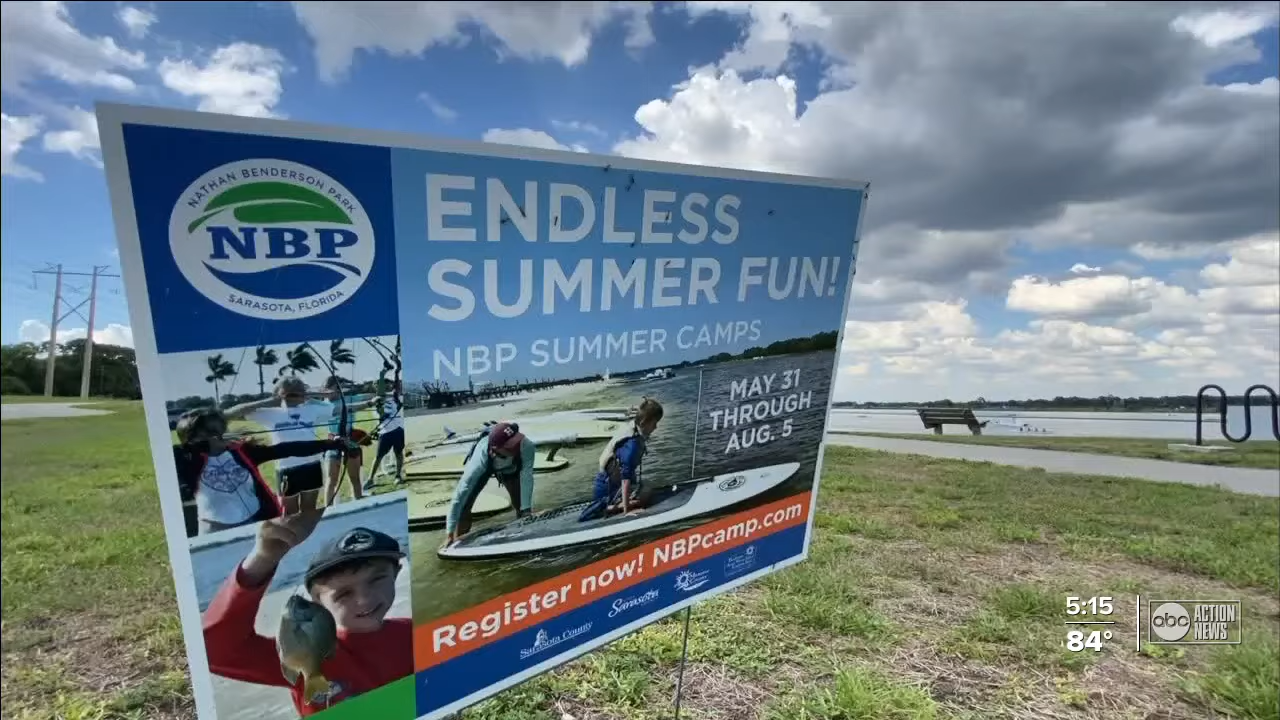 NATHAN BENDERSON PARK
NBP
SARASOTA, FLORIDA
ENDLESS
SUMMER FUN!
NBP SUMMER CAMPS
MAY 31
THROUGH
AUG. 5
Register now! NBPcamp.com
Sarasota County
Sarasota
5:15
84°
abc ACTION
NEWS